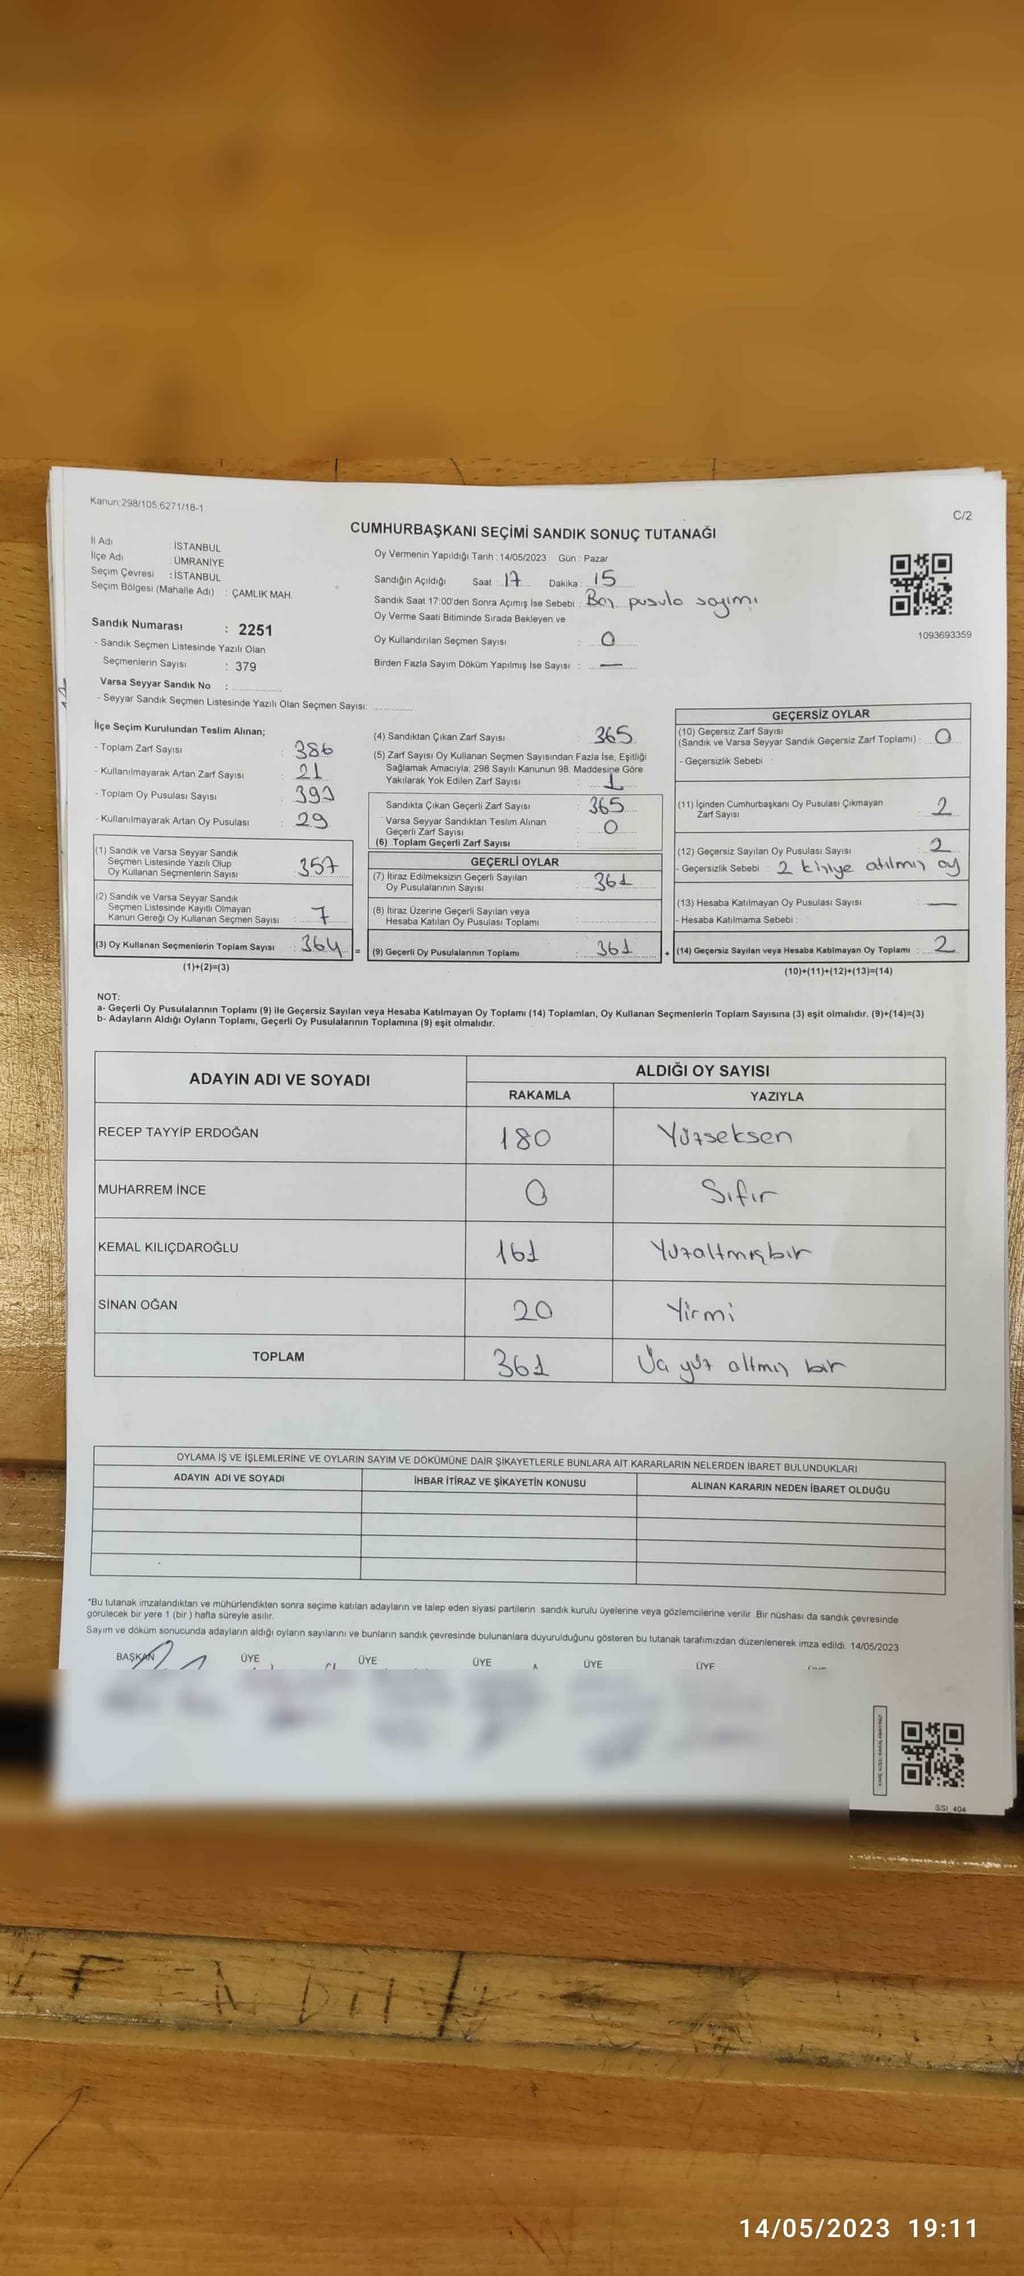 Kanun:298/105;6271/18-1
C/2
CUMHURBAŞKANI SEÇİMİ SANDIK SONUÇ TUTANAĞI
İl Adı : İSTANBUL
İlçe Adı : ÜMRANİYE
Seçim Çevresi : İSTANBUL
Seçim Bölgesi (Mahalle Adı) : ÇAMLIK MAH.
Sandık Numarası : 2251
- Sandık Seçmen Listesinde Yazılı Olan
Seçmenlerin Sayısı : 379
Varsa Seyyar Sandık No :
- Seyyar Sandık Seçmen Listesinde Yazılı Olan Seçmen Sayısı:
Oy Vermenin Yapıldığı Tarih : 14/05/2023 Gün : Pazar
Sandığın Açıldığı Saat : 17 Dakika : 15
Sandık Saat 17:00'den Sonra Açımış İse Sebebi : Boş pusula sayımı
Oy Verme Saati Bitiminde Sırada Bekleyen ve
Oy Kullandırılan Seçmen Sayısı : 0
Birden Fazla Sayım Döküm Yapılmış İse Sayısı : —
1093693359
İlçe Seçim Kurulundan Teslim Alınan;
- Toplam Zarf Sayısı : 386
- Kullanılmayarak Artan Zarf Sayısı : 21
- Toplam Oy Pusulası Sayısı : 393
- Kullanılmayarak Artan Oy Pusulası : 29
(1) Sandık ve Varsa Seyyar Sandık
Seçmen Listesinde Yazılı Olup
Oy Kullanan Seçmenlerin Sayısı : 357
(2) Sandık ve Varsa Seyyar Sandık
Seçmen Listesinde Kayıtlı Olmayan
Kanun Gereği Oy Kullanan Seçmen Sayısı : 7
(3) Oy Kullanan Seçmenlerin Toplam Sayısı : 364
(1)+(2)=(3)
(4) Sandıktan Çıkan Zarf Sayısı : 365
(5) Zarf Sayısı Oy Kullanan Seçmen Sayısından Fazla İse, Eşitliği
Sağlamak Amacıyla; 298 Sayılı Kanunun 98. Maddesine Göre
Yakılarak Yok Edilen Zarf Sayısı : 1
Sandıkta Çıkan Geçerli Zarf Sayısı : 365
Varsa Seyyar Sandıktan Teslim Alınan
Geçerli Zarf Sayısı : 0
(6) Toplam Geçerli Zarf Sayısı :
GEÇERLİ OYLAR
(7) İtiraz Edilmeksizin Geçerli Sayılan
Oy Pusulalarının Sayısı : 361
(8) İtiraz Üzerine Geçerli Sayılan veya
Hesaba Katılan Oy Pusulası Toplamı :
= (9) Geçerli Oy Pusulalarının Toplamı : 361 +
GEÇERSİZ OYLAR
(10) Geçersiz Zarf Sayısı
(Sandık ve Varsa Seyyar Sandık Geçersiz Zarf Toplamı) : 0
- Geçersizlik Sebebi :
(11) İçinden Cumhurbaşkanı Oy Pusulası Çıkmayan
Zarf Sayısı : 2
(12) Geçersiz Sayılan Oy Pusulası Sayısı : 2
- Geçersizlik Sebebi : 2 kişiye atılmış oy
(13) Hesaba Katılmayan Oy Pusulası Sayısı : —
- Hesaba Katılmama Sebebi :
(14) Geçersiz Sayılan veya Hesaba Katılmayan Oy Toplamı : 2
(10)+(11)+(12)+(13)=(14)
NOT:
a- Geçerli Oy Pusulalarının Toplamı (9) ile Geçersiz Sayılan veya Hesaba Katılmayan Oy Toplamı (14) Toplamları, Oy Kullanan Seçmenlerin Toplam Sayısına (3) eşit olmalıdır. (9)+(14)=(3)
b- Adayların Aldığı Oyların Toplamı, Geçerli Oy Pusulalarının Toplamına (9) eşit olmalıdır.
ADAYIN ADI VE SOYADI
ALDIĞI OY SAYISI
RAKAMLA YAZIYLA
RECEP TAYYİP ERDOĞAN 180 Yüzseksen
MUHARREM İNCE 0 Sıfır
KEMAL KILIÇDAROĞLU 161 Yüzaltmışbir
SİNAN OĞAN 20 Yirmi
TOPLAM 361 Üç yüz altmış bir
OYLAMA İŞ VE İŞLEMLERİNE VE OYLARIN SAYIM VE DÖKÜMÜNE DAİR ŞİKAYETLERLE BUNLARA AİT KARARLARIN NELERDEN İBARET BULUNDUKLARI
ADAYIN ADI VE SOYADI İHBAR İTİRAZ VE ŞİKAYETİN KONUSU ALINAN KARARIN NEDEN İBARET OLDUĞU
*Bu tutanak imzalandıktan ve mühürlendikten sonra seçime katılan adayların ve talep eden siyasi partilerin sandık kurulu üyelerine veya gözlemcilerine verilir. Bir nüshası da sandık çevresinde
görülecek bir yere 1 (bir ) hafta süreyle asılır.
Sayım ve döküm sonucunda adayların aldığı oyların sayılarını ve bunların sandık çevresinde bulunanlara duyurulduğunu gösteren bu tutanak tarafımızdan düzenlenerek imza edildi. 14/05/2023
BAŞKAN ÜYE ÜYE ÜYE ÜYE ÜYE
SSI 404
14/05/2023 19:11